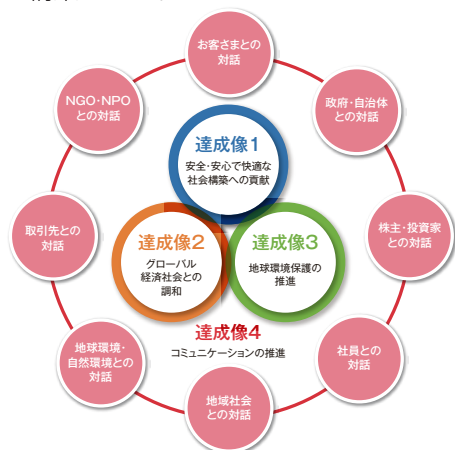 お客さまとの
対話
NGO・NPO
との対話
政府・自治体
との対話
達成像1
安全・安心で快適な
社会構築への貢献
取引先との
対話
達成像2
グローバル
経済社会との
調和
達成像3
地球環境保護の
推進
株主・投資家
との対話
達成像4
コミュニケーションの推進
地球環境・
自然環境との
対話
社員との
対話
地域社会
との対話